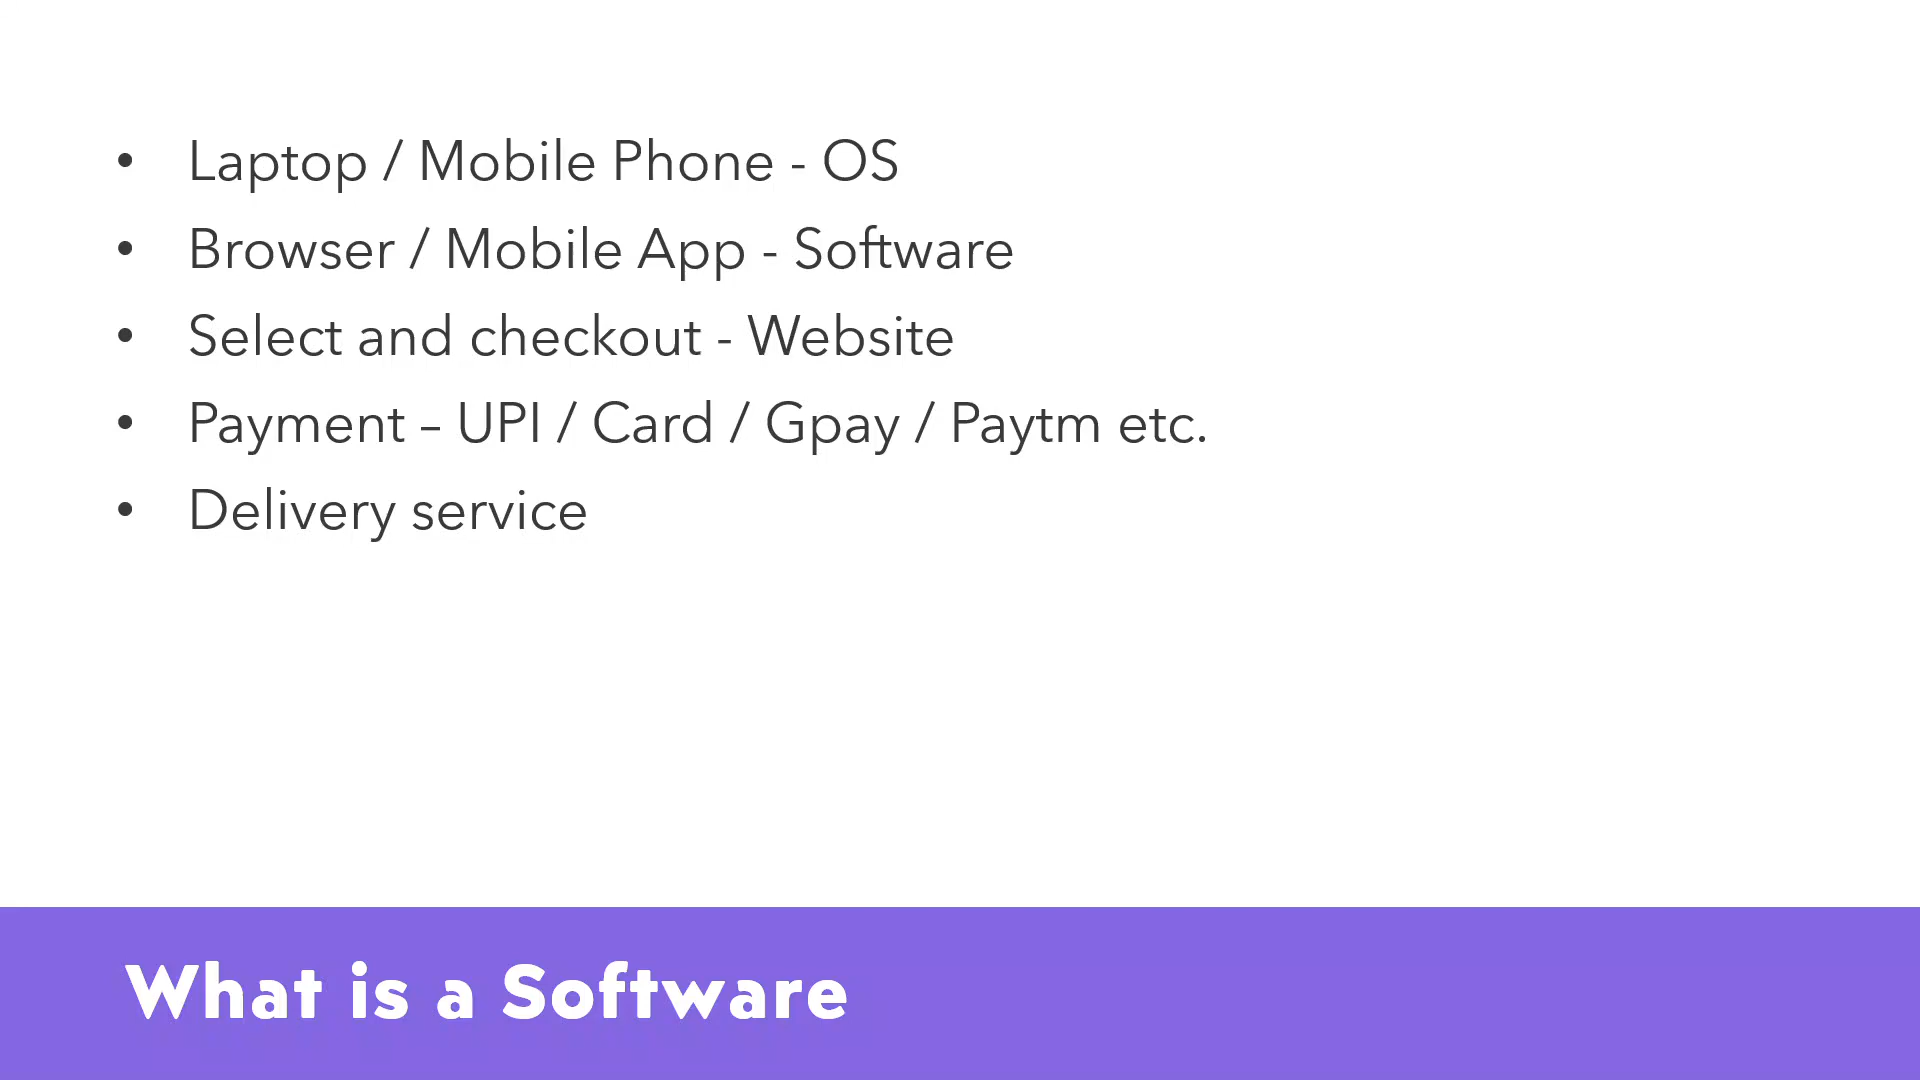 • Laptop / Mobile Phone - OS
• Browser / Mobile App - Software
• Select and checkout - Website
• Payment – UPI / Card / Gpay / Paytm etc.
• Delivery service
What is a Software